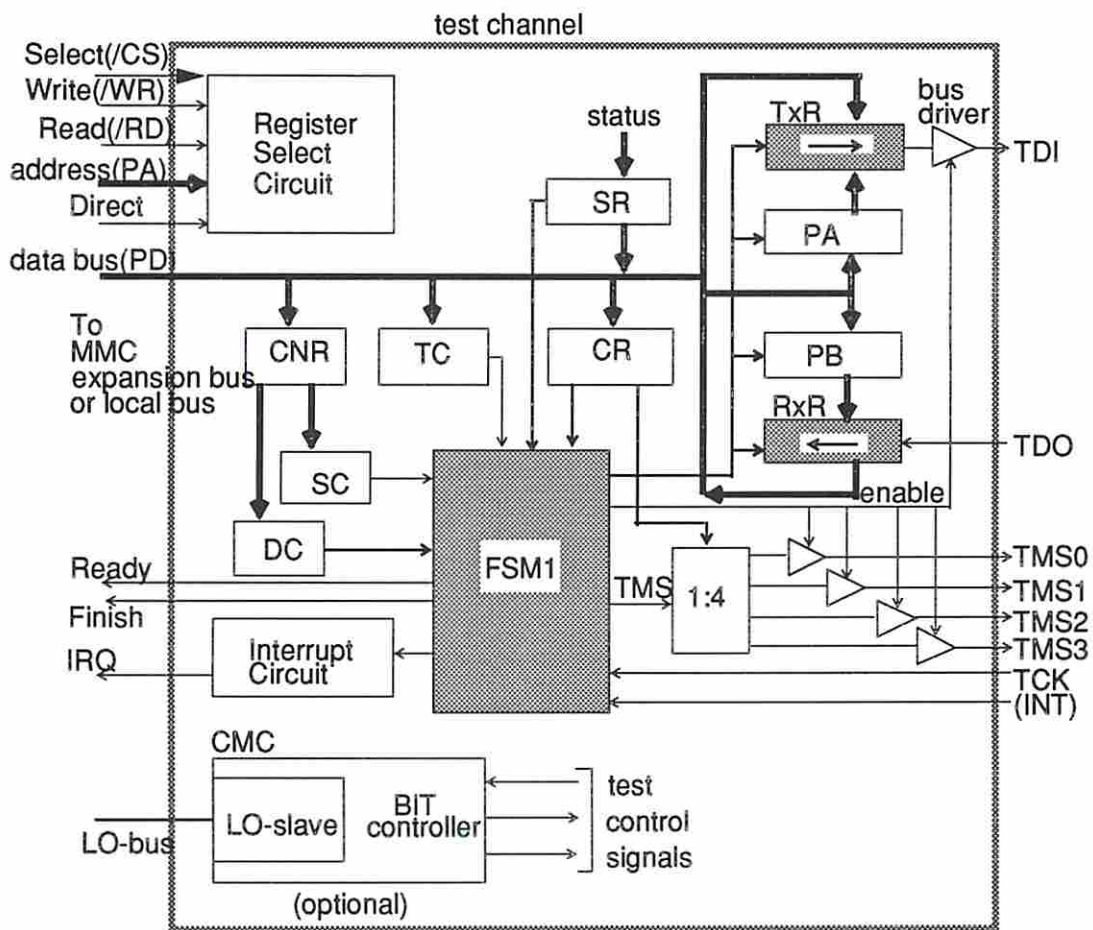 test channel
Select(/CS)
Write(/WR)
Read(/RD)
address(PA)
Direct
Register
Select
Circuit
status
SR
TxR
bus
driver
TDI
PA
data bus(PD
To
MMC
expansion bus
or local bus
CNR
TC
CR
PB
RxR
TDO
SC
DC
enable
FSM1
Ready
Finish
IRQ
Interrupt
Circuit
TMS
1:4
TMS0
TMS1
TMS2
TMS3
TCK
(INT)
CMC
LO-slave
BIT
controller
test
control
signals
LO-bus
(optional)